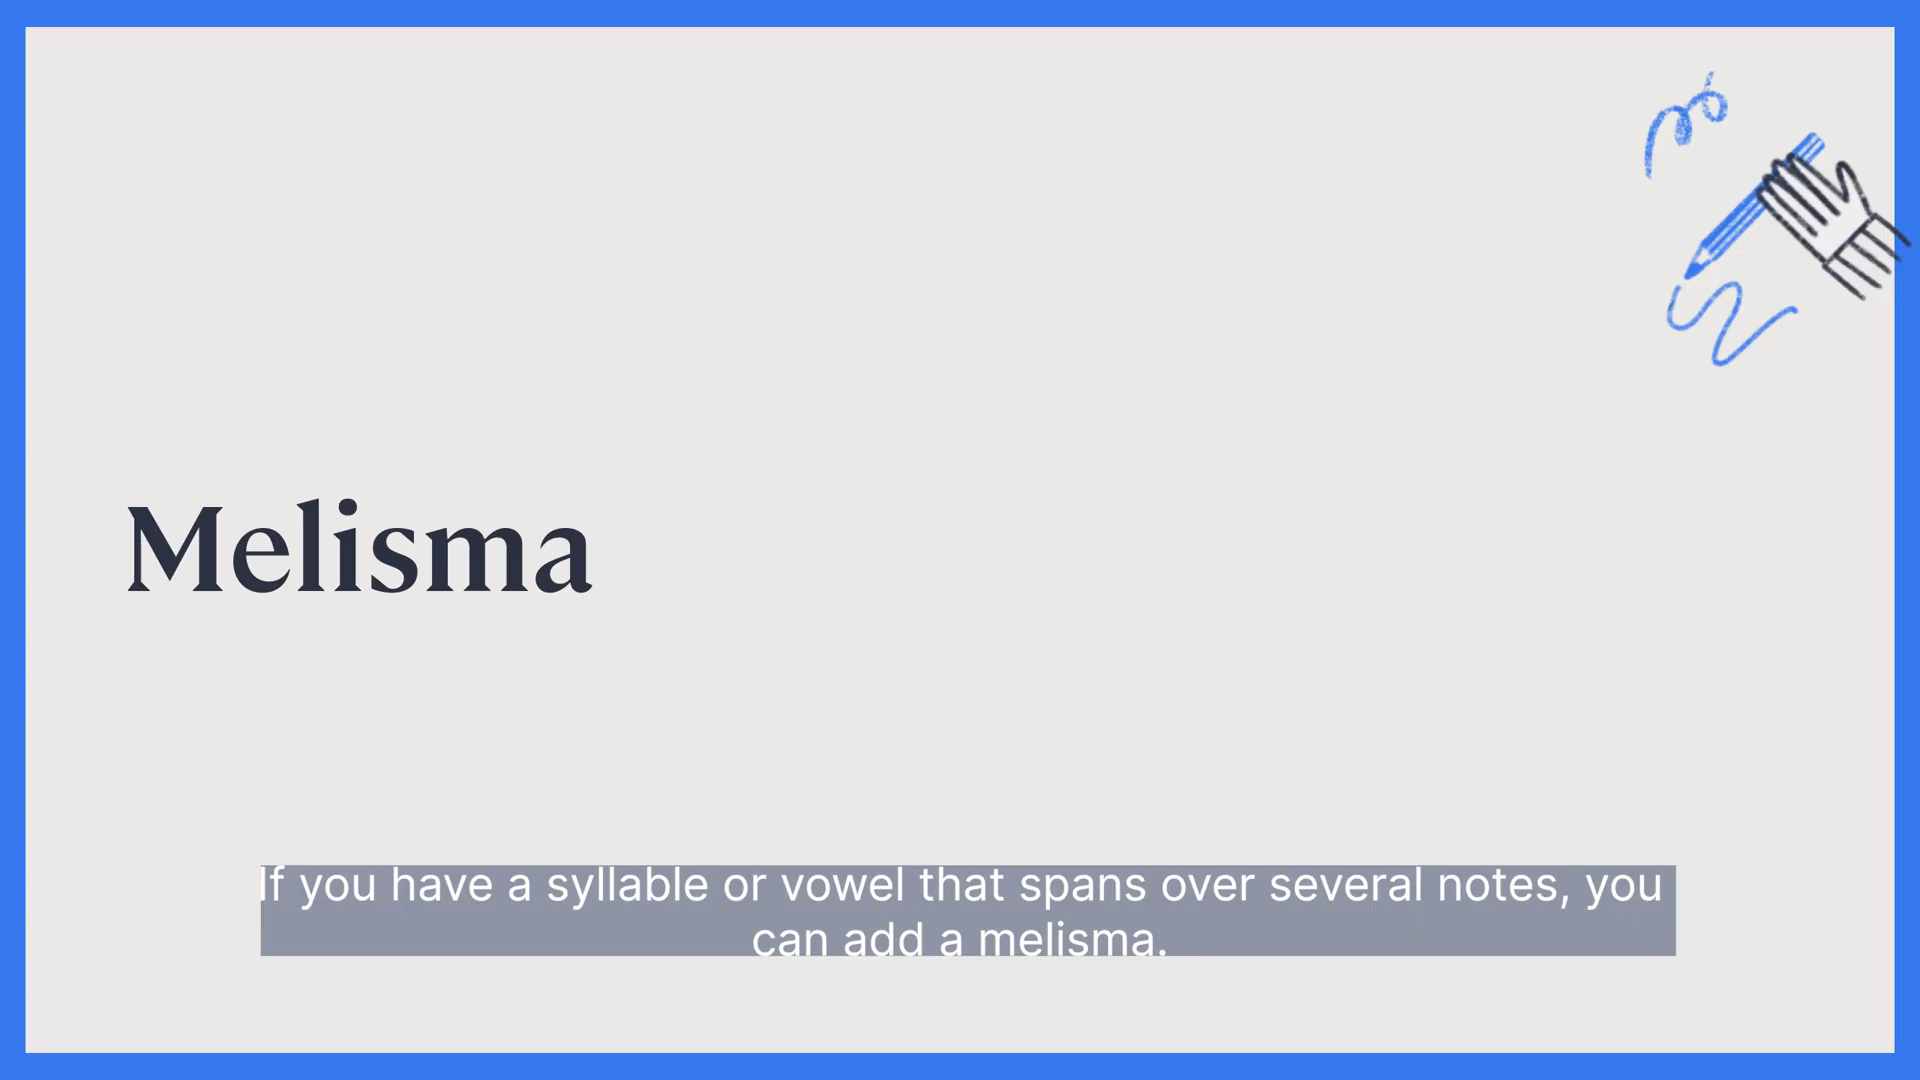 Melisma
If you have a syllable or vowel that spans over several notes, you
can add a melisma.